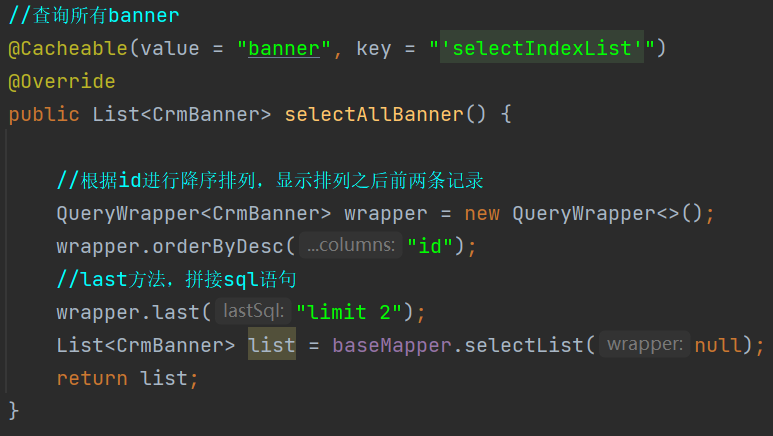 //查询所有banner
@Cacheable(value = "banner", key = "'selectIndexList'")
@Override
public List<CrmBanner> selectAllBanner() {
//根据id进行降序排列，显示排列之后前两条记录
QueryWrapper<CrmBanner> wrapper = new QueryWrapper<>();
wrapper.orderByDesc( ...columns: "id");
//last方法，拼接sql语句
wrapper.last( lastSql: "limit 2");
List<CrmBanner> list = baseMapper.selectList( wrapper: null);
return list;
}